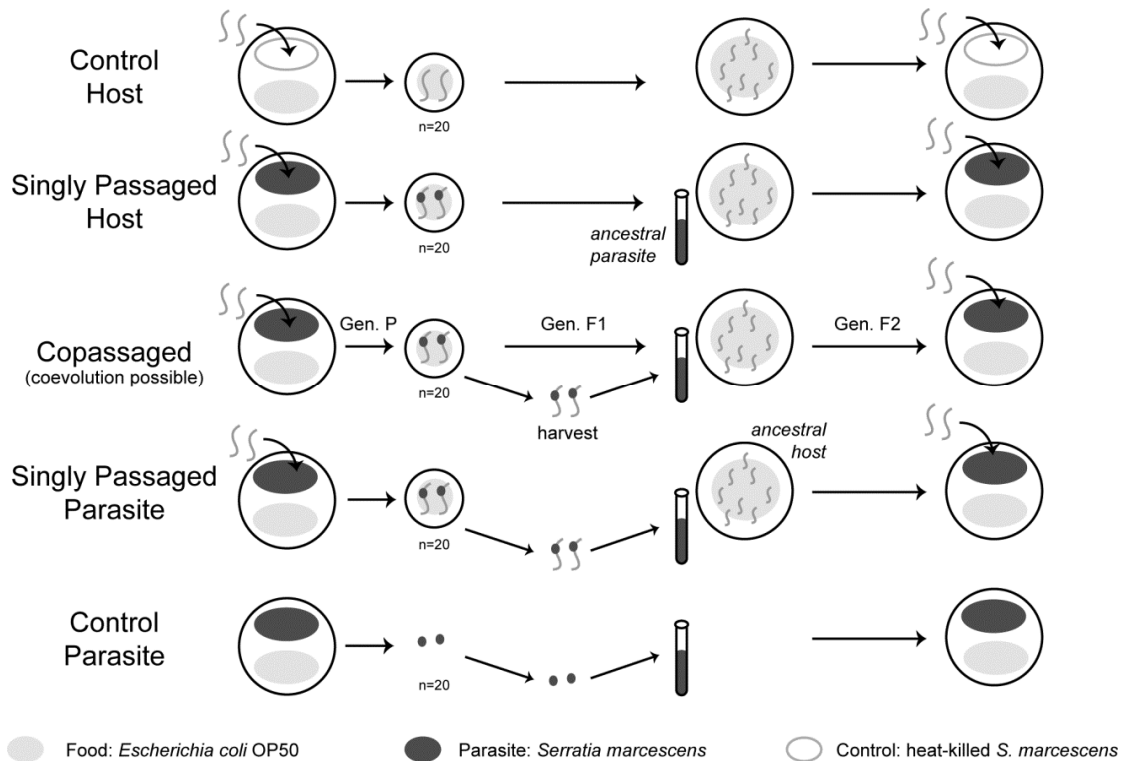 Control
Host
n=20
Singly Passaged
Host
n=20
ancestral
parasite
Copassaged
(coevolution possible)
Gen. P
Gen. F1
Gen. F2
n=20
harvest
Singly Passaged
Parasite
n=20
ancestral
host
Control
Parasite
n=20
Food: Escherichia coli OP50
Parasite: Serratia marcescens
Control: heat-killed S. marcescens